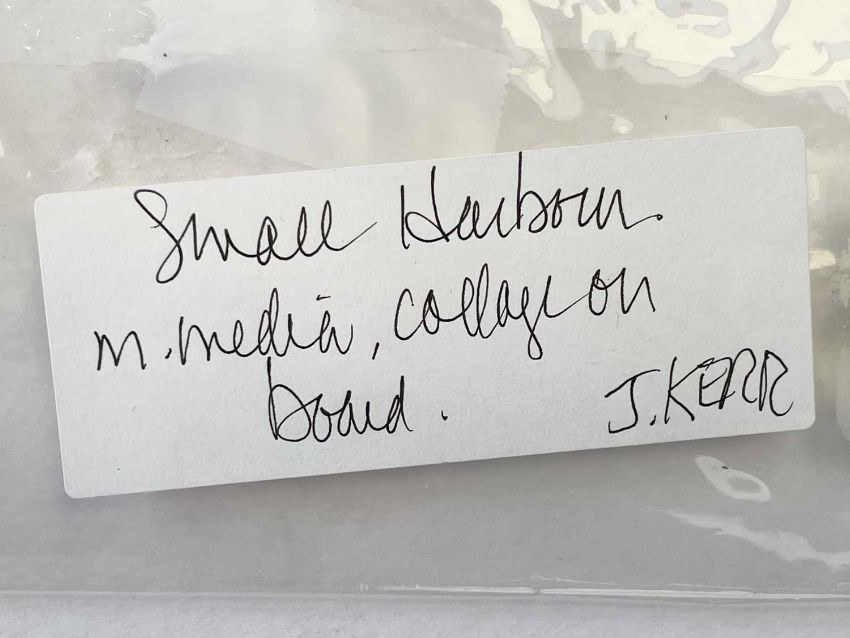 Small Harbour.
m. media, collage on
board.
J. KERR